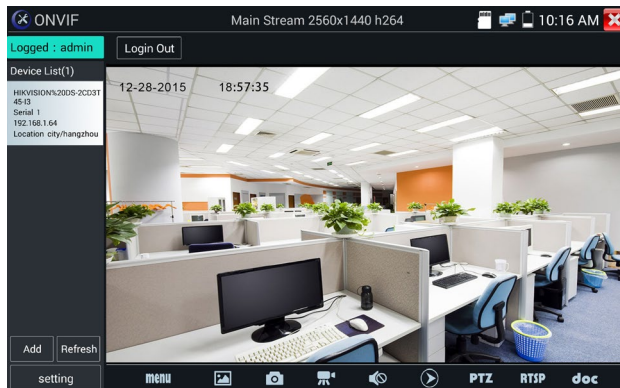 ONVIF
Main Stream 2560x1440 h264
10:16 AM
Logged : admin
Login Out
Device List(1)
HIKVISION%20DS-2CD3T
45-I3
Serial 1
192.168.1.64
Location city/hangzhou
12-28-2015 18:57:35
Add Refresh
setting
menu
PTZ
RTSP
doc